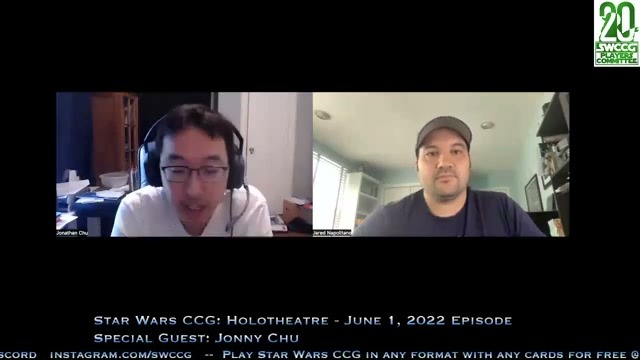 20
SWCCG
PLAYERS
COMMITTEE
Jonathan Chu
Jared Napolitano
Star Wars CCG: Holotheatre - June 1, 2022 Episode
Special Guest: Jonny Chu
scord instagram.com/swccg -- Play Star Wars CCG in any format with any cards for free @